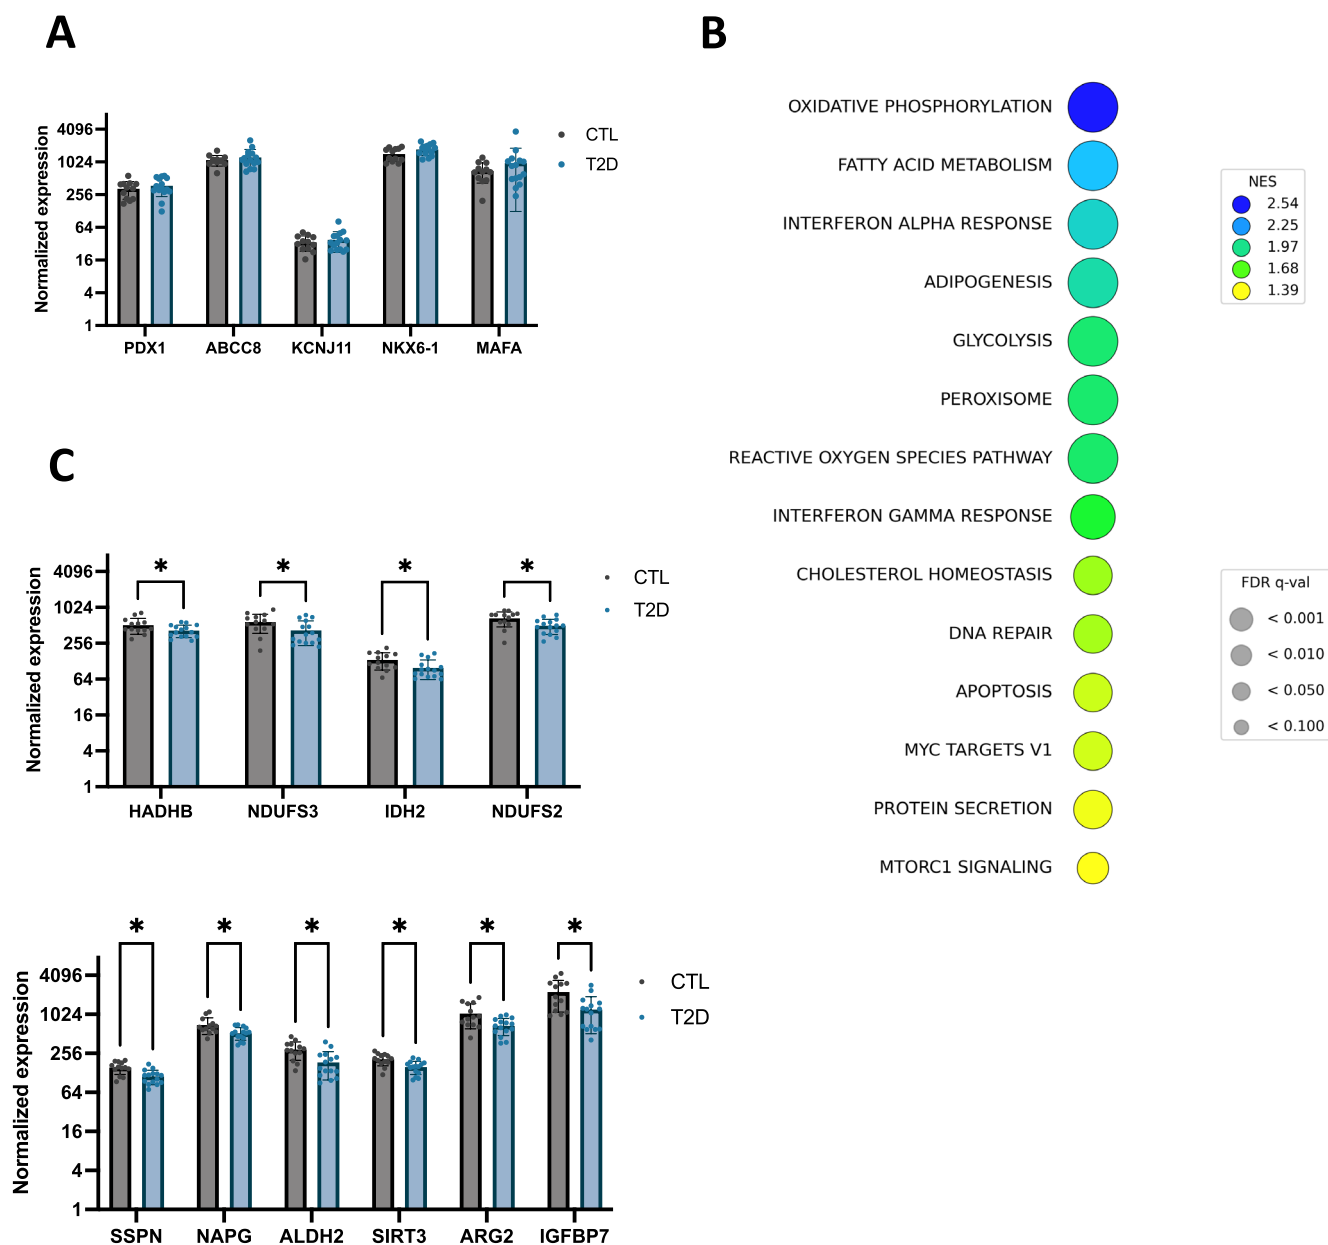 A
Normalized expression
4096
1024
256
64
16
4
1
PDX1 ABCC8 KCNJ11 NKX6-1 MAFA
CTL
T2D
B
OXIDATIVE PHOSPHORYLATION
FATTY ACID METABOLISM
INTERFERON ALPHA RESPONSE
ADIPOGENESIS
GLYCOLYSIS
PEROXISOME
REACTIVE OXYGEN SPECIES PATHWAY
INTERFERON GAMMA RESPONSE
CHOLESTEROL HOMEOSTASIS
DNA REPAIR
APOPTOSIS
MYC TARGETS V1
PROTEIN SECRETION
MTORC1 SIGNALING
NES
2.54
2.25
1.97
1.68
1.39
FDR q-val
< 0.001
< 0.010
< 0.050
< 0.100
C
Normalized expression
4096
1024
256
64
16
4
1
* * * *
HADHB NDUFS3 IDH2 NDUFS2
CTL
T2D
Normalized expression
4096
1024
256
64
16
4
1
* * * * * *
SSPN NAPG ALDH2 SIRT3 ARG2 IGFBP7
CTL
T2D